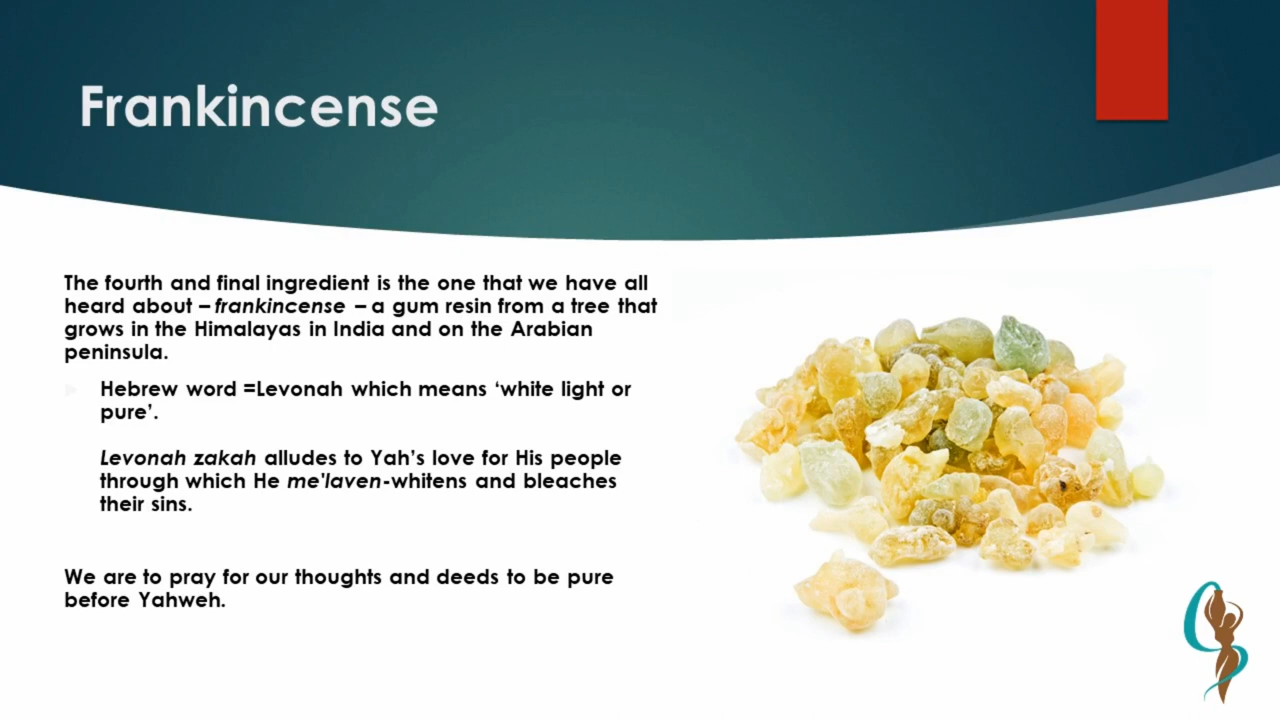 Frankincense
The fourth and final ingredient is the one that we have all
heard about – frankincense – a gum resin from a tree that
grows in the Himalayas in India and on the Arabian
peninsula.
Hebrew word =Levonah which means ‘white light or
pure’.
Levonah zakah alludes to Yah’s love for His people
through which He me'laven-whitens and bleaches
their sins.
We are to pray for our thoughts and deeds to be pure
before Yahweh.